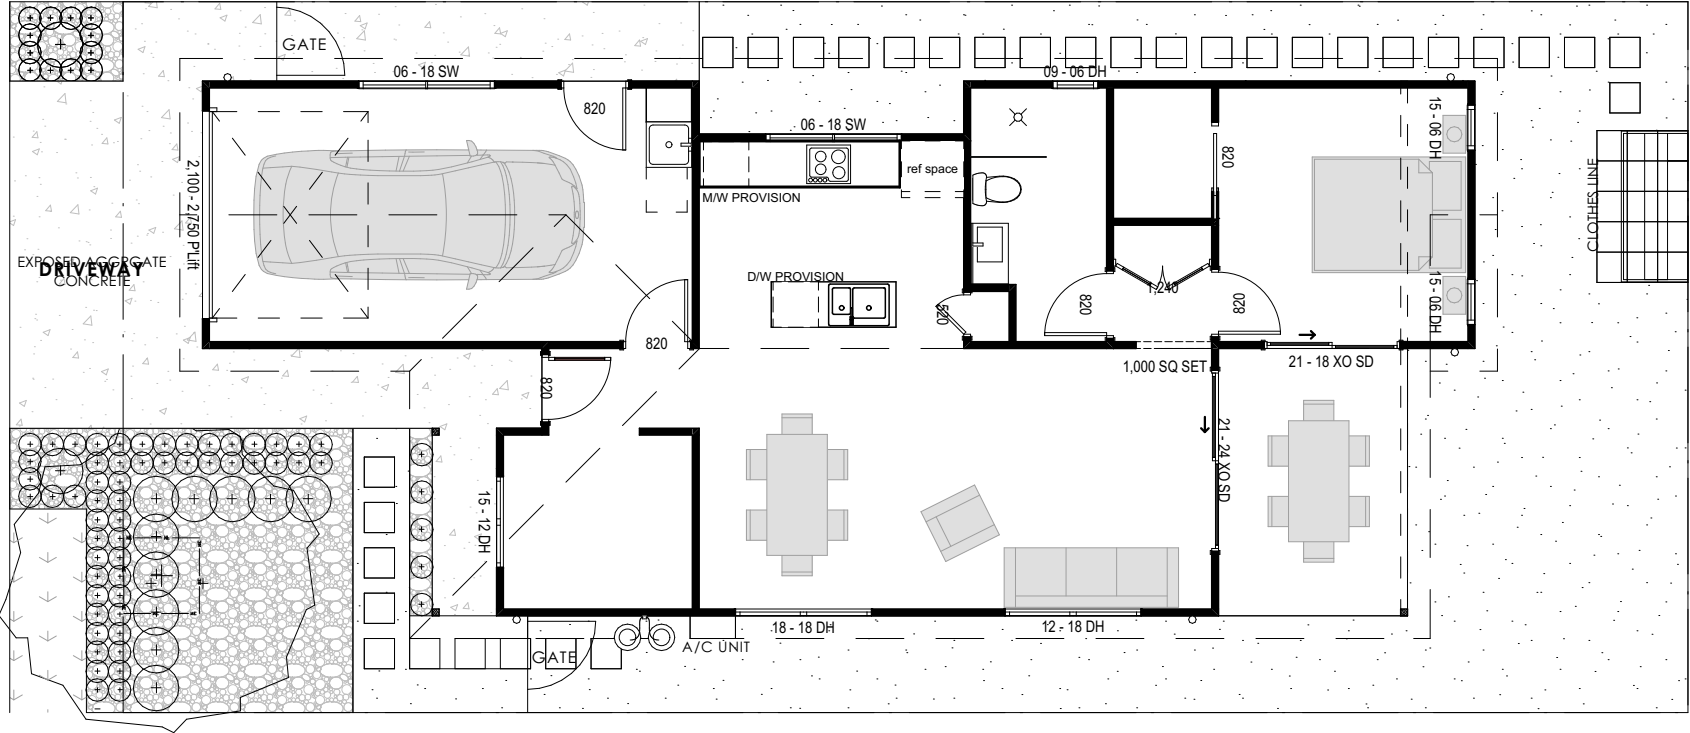 GATE
06 - 18 SW
820
2,100 - 2,750 P'Lift
EXPOSED AGGRGATE
DRIVEWAY
CONCRETE
820
820
06 - 18 SW
ref space
M/W PROVISION
D/W PROVISION
09 - 06 DH
820
15 - 06 DH
15 - 06 DH
CLOTHES LINE
520
820
1,240
820
1,000 SQ SET
21 - 18 XO SD
21 - 24 XO SD
15 - 12 DH
18 - 18 DH
12 - 18 DH
A/C UNIT
GATE